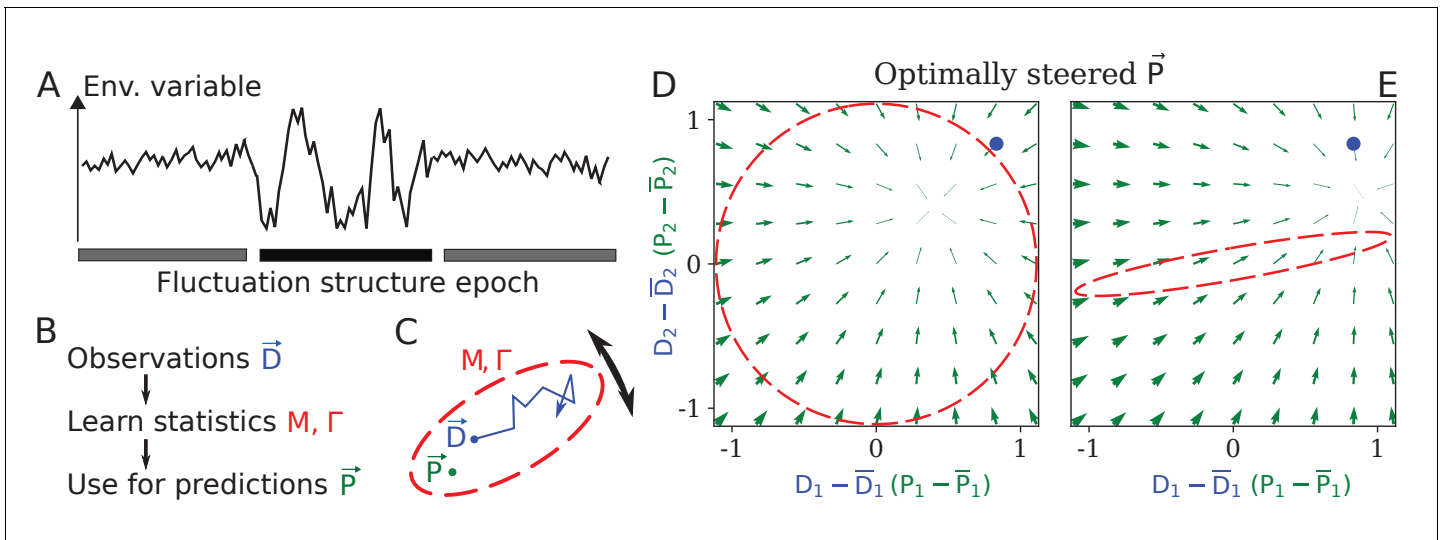 A
Env. variable
Fluctuation structure epoch
B
Observations D⃗
Learn statistics M, Γ
Use for predictions P⃗
C
M, Γ
D⃗
P⃗
Optimally steered P⃗
D
E
D₂ − D̅₂ (P₂ − P̅₂)
1
0
-1
-1 0 1
D₁ − D̅₁ (P₁ − P̅₁)
-1 0 1
D₁ − D̅₁ (P₁ − P̅₁)